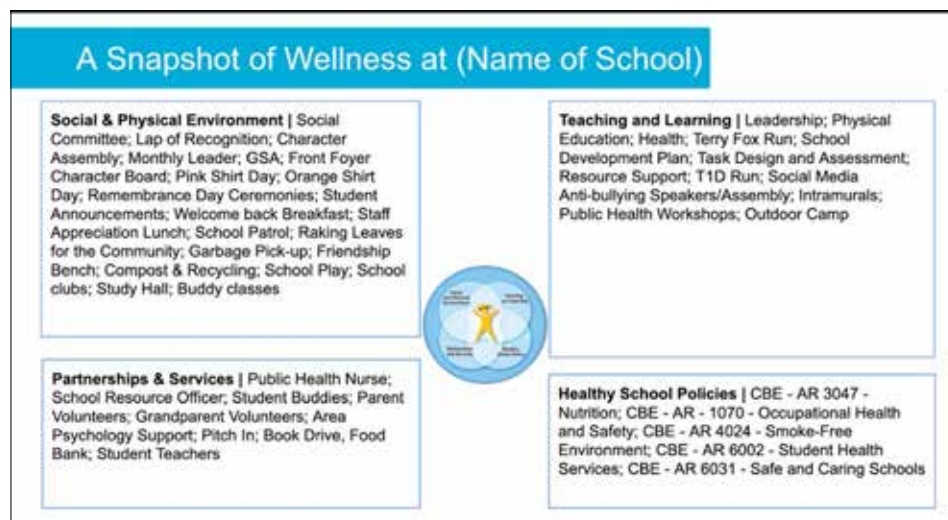 A Snapshot of Wellness at (Name of School)
Social & Physical Environment | Social
Committee; Lap of Recognition; Character
Assembly; Monthly Leader; GSA; Front Foyer
Character Board; Pink Shirt Day; Orange Shirt
Day; Remembrance Day Ceremonies; Student
Announcements; Welcome back Breakfast; Staff
Appreciation Lunch; School Patrol; Raking Leaves
for the Community; Garbage Pick-up; Friendship
Bench; Compost & Recycling; School Play; School
clubs; Study Hall; Buddy classes
Teaching and Learning | Leadership; Physical
Education; Health; Terry Fox Run; School
Development Plan; Task Design and Assessment;
Resource Support; T1D Run; Social Media
Anti-bullying Speakers/Assembly; Intramurals;
Public Health Workshops; Outdoor Camp
Partnerships & Services | Public Health Nurse;
School Resource Officer; Student Buddies; Parent
Volunteers; Grandparent Volunteers; Area
Psychology Support; Pitch In; Book Drive, Food
Bank; Student Teachers
Healthy School Policies | CBE - AR 3047 -
Nutrition; CBE - AR - 1070 - Occupational Health
and Safety; CBE - AR 4024 - Smoke-Free
Environment; CBE - AR 6002 - Student Health
Services; CBE - AR 6031 - Safe and Caring Schools